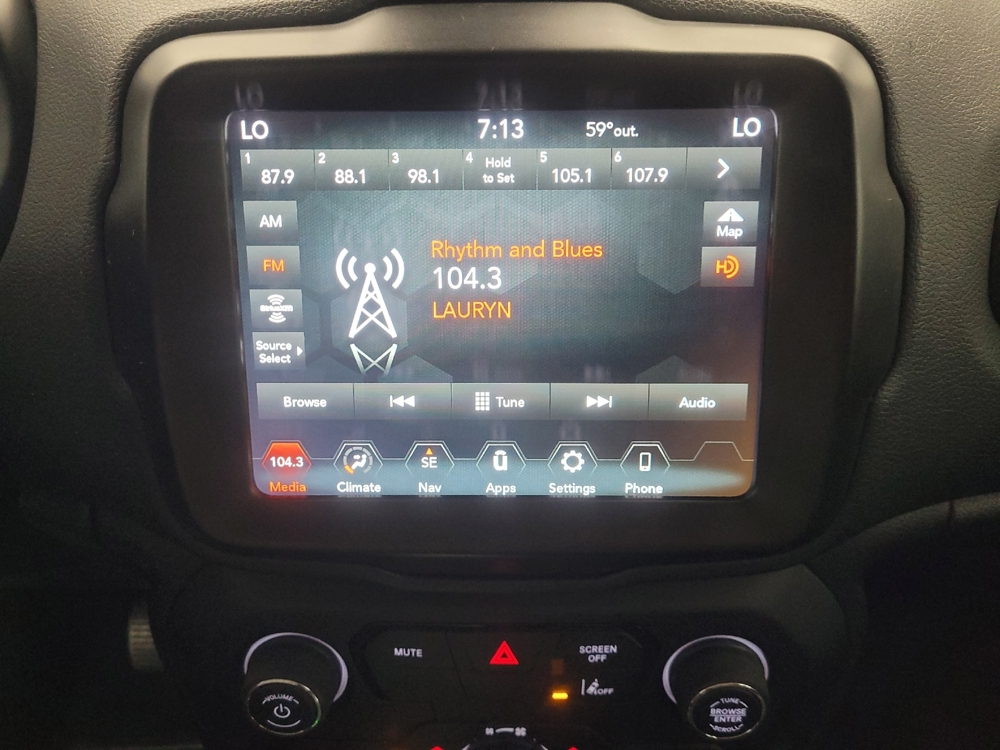 LO 7:13 59°out. LO
1 87.9 2 88.1 3 98.1 4 Hold to Set 5 105.1 6 107.9
AM
Map
Rhythm and Blues
FM
HD
104.3
siriusxm
LAURYN
Source
Select
Browse Tune Audio
104.3 SE
Media Climate Nav Apps Settings Phone
MUTE
SCREEN
OFF
OFF
VOLUME
TUNE
BROWSE
ENTER
SCROLL